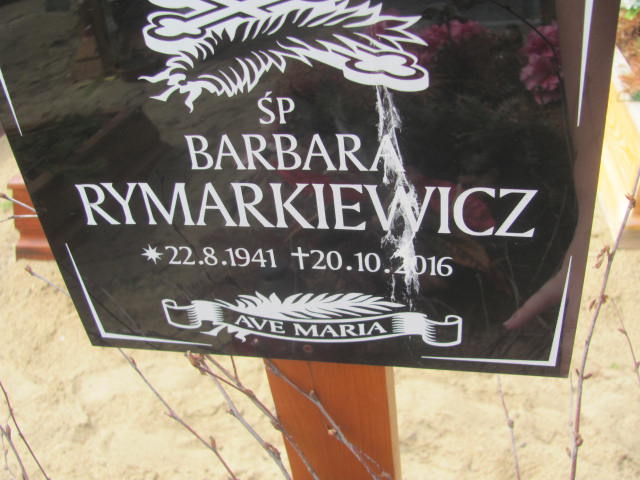 ŚP
BARBARA
RYMARKIEWICZ
*22.8.1941 †20.10.2016
AVE MARIA